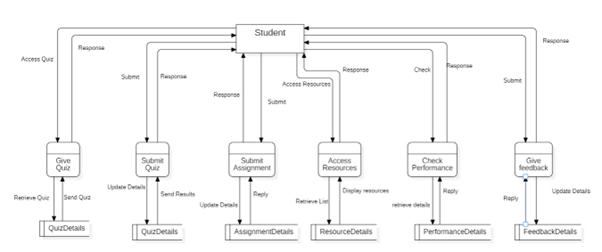 Student
Access Quiz
Response
Submit
Response
Response
Submit
Access Resources
Response
Check
Response
Submit
Response
Give
Quiz
Submit
Quiz
Submit
Assignment
Access
Resources
Check
Performance
Give
feedback
Retrieve Quiz
Send Quiz
Update Details
Send Results
Update Details
Reply
Retrieve List
Display resources
retrieve details
Reply
Reply
Update Details
QuizDetails
QuizDetails
AssignmentDetails
ResourceDetails
PerformanceDetails
FeedbackDetails